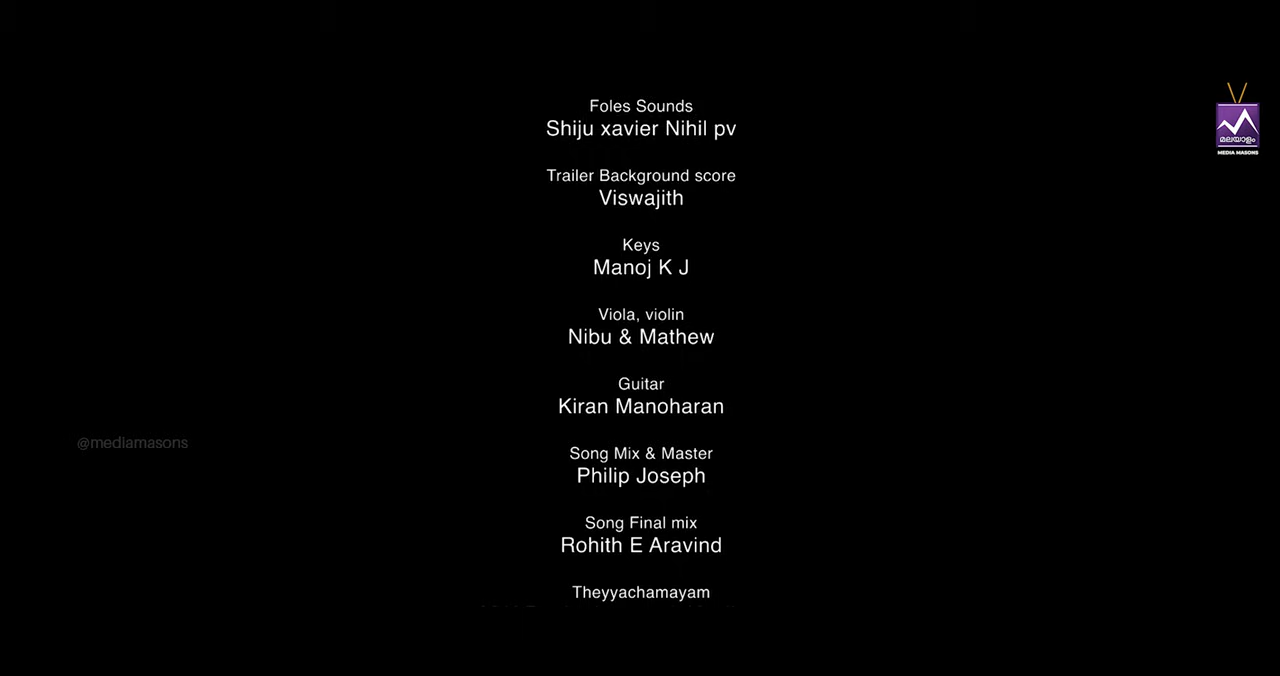 Foles Sounds
Shiju xavier Nihil pv
മലയാളം
MEDIA MASONS
Trailer Background score
Viswajith
Keys
Manoj K J
Viola, violin
Nibu & Mathew
Guitar
Kiran Manoharan
@mediamasons
Song Mix & Master
Philip Joseph
Song Final mix
Rohith E Aravind
Theyyachamayam